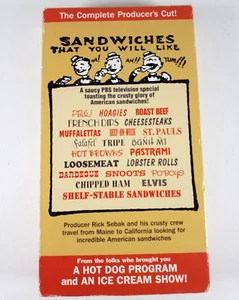 The Complete Producer's Cut!
SANDWICHES
THAT YOU WILL LIKE
A saucy PBS television special
toasting the crusty glory of
American sandwiches!
PB&J HOAGIES ROAST BEEF
FRENCH DIPS CHEESESTEAKS
MUFFALETTAS BEEF-ON-WECK ST. PAULS
Falafel TRIPE BÁNH MÌ
HOT BROWNS PASTRAMI
LOOSEMEAT LOBSTER ROLLS
BARBECUE SNOOTS PO-BOYS
CHIPPED HAM ELVIS
SHELF-STABLE SANDWICHES
Producer Rick Sebak and his crusty crew
travel from Maine to California looking for
incredible American sandwiches
From the folks who brought you
A HOT DOG PROGRAM
and AN ICE CREAM SHOW!